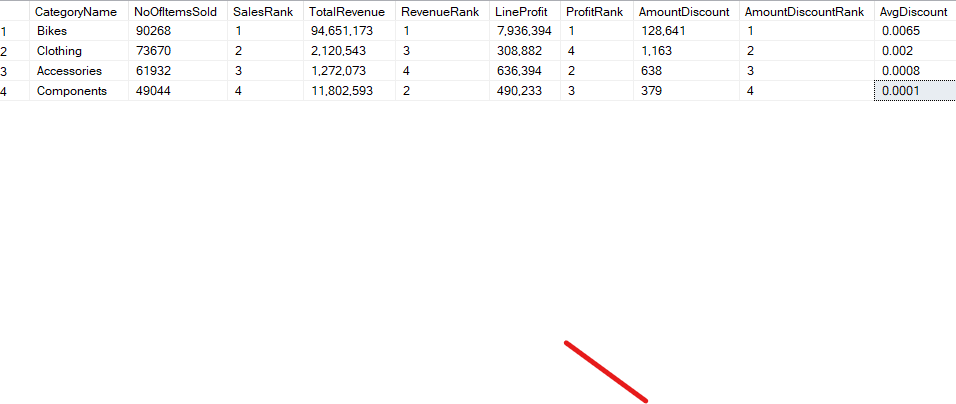 CategoryName NoOfItemsSold SalesRank TotalRevenue RevenueRank LineProfit ProfitRank AmountDiscount AmountDiscountRank AvgDiscount
1 Bikes 90268 1 94,651,173 1 7,936,394 1 128,641 1 0.0065
2 Clothing 73670 2 2,120,543 3 308,882 4 1,163 2 0.002
3 Accessories 61932 3 1,272,073 4 636,394 2 638 3 0.0008
4 Components 49044 4 11,802,593 2 490,233 3 379 4 0.0001